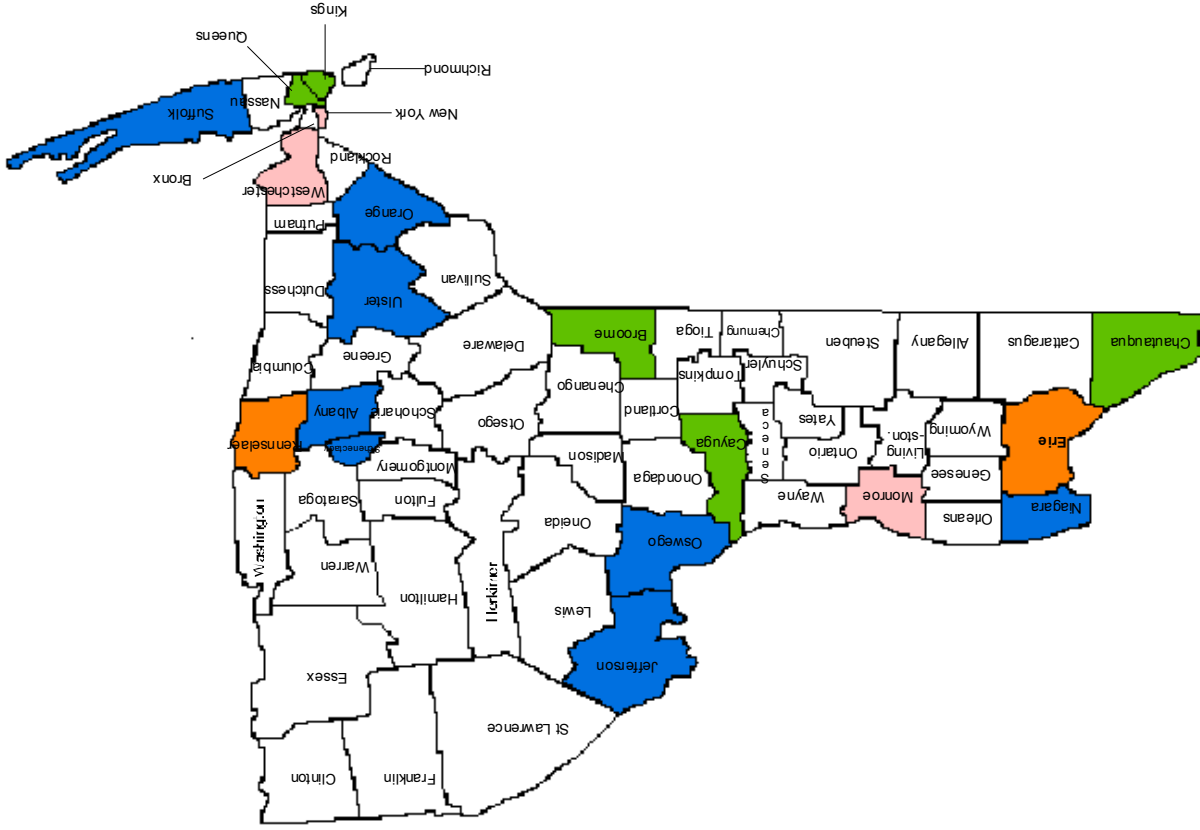 Clinton
Franklin
St Lawrence
Essex
Jefferson
Lewis
Hamilton
Herkimer
Warren
Washington
Oswego
Oneida
Saratoga
Fulton
Niagara
Orleans
Monroe
Wayne
Genesee
Onondaga
Madison
Montgomery
Schenectady
Erie
Wyoming
Living
-ston.
Ontario
Seneca
Cayuga
Yates
Cortland
Otsego
Schoharie
Albany
Rensselaer
Chenango
Tompkins
Schuyler
Chautauqua
Cattaragus
Allegany
Steuben
Chemung
Tioga
Broome
Delaware
Greene
Columbia
Ulster
Dutchess
Sullivan
Orange
Putnam
Westchester
Rockland
Bronx
New York
Suffolk
Nassau
Richmond
Queens
Kings